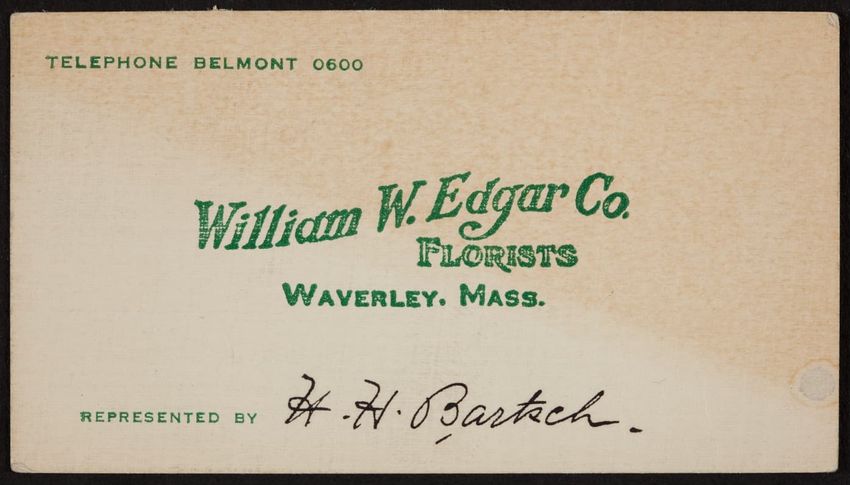 TELEPHONE BELMONT 0600
William W. Edgar Co.
FLORISTS
WAVERLEY. MASS.
REPRESENTED BY H. H. Bartsch.